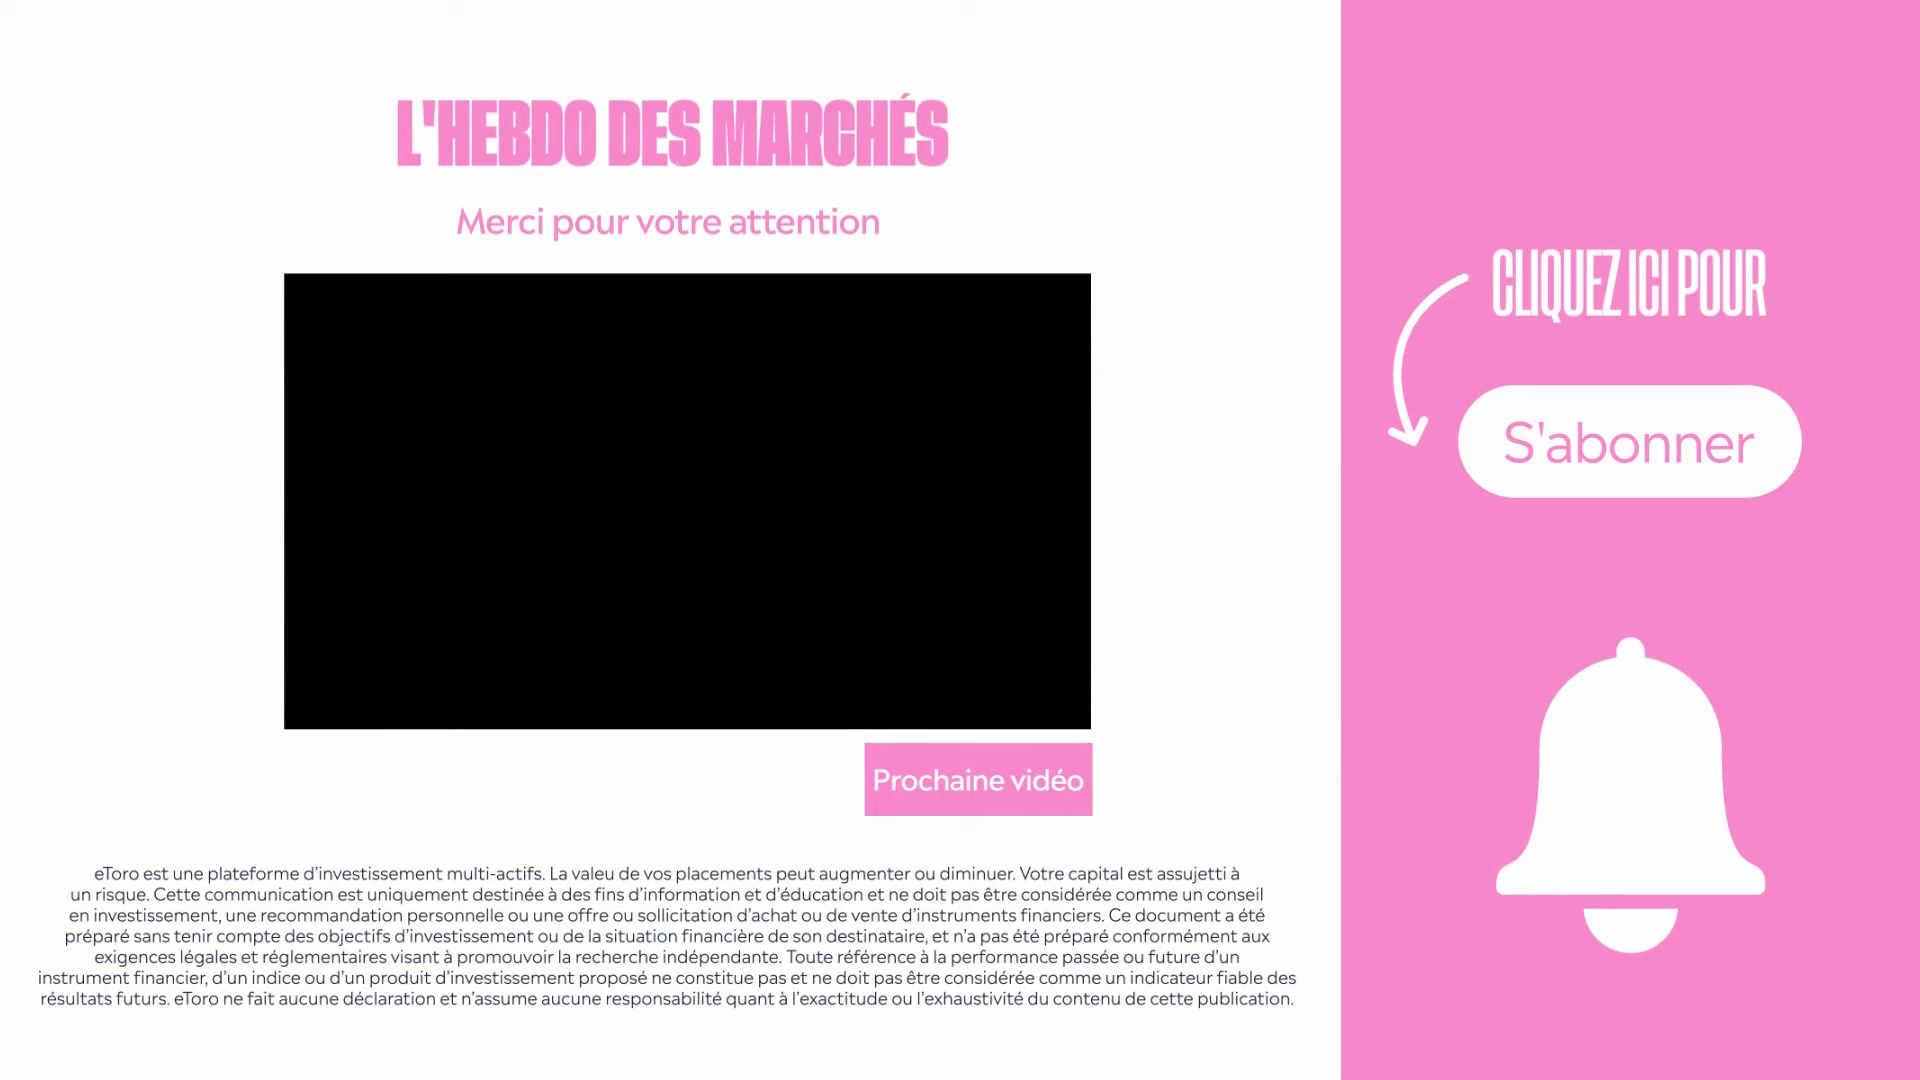 L'HEBDO DES MARCHÉS
Merci pour votre attention
CLIQUEZ ICI POUR
S'abonner
Prochaine vidéo
eToro est une plateforme d’investissement multi-actifs. La valeu de vos placements peut augmenter ou diminuer. Votre capital est assujetti à
un risque. Cette communication est uniquement destinée à des fins d’information et d’éducation et ne doit pas être considérée comme un conseil
en investissement, une recommandation personnelle ou une offre ou sollicitation d’achat ou de vente d’instruments financiers. Ce document a été
préparé sans tenir compte des objectifs d’investissement ou de la situation financière de son destinataire, et n’a pas été préparé conformément aux
exigences légales et réglementaires visant à promouvoir la recherche indépendante. Toute référence à la performance passée ou future d’un
instrument financier, d’un indice ou d’un produit d’investissement proposé ne constitue pas et ne doit pas être considérée comme un indicateur fiable des
résultats futurs. eToro ne fait aucune déclaration et n’assume aucune responsabilité quant à l’exactitude ou l’exhaustivité du contenu de cette publication.